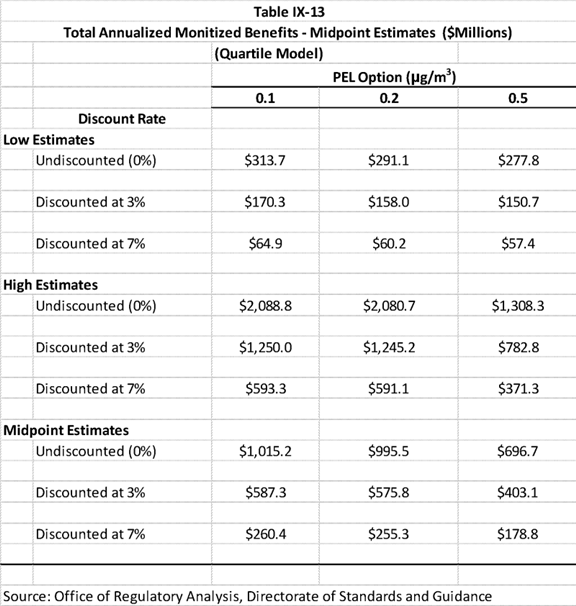 Table IX-13
Total Annualized Monitized Benefits - Midpoint Estimates ($Millions)
(Quartile Model)
PEL Option (µg/m³)
0.1 0.2 0.5
Discount Rate
Low Estimates
Undiscounted (0%) $313.7 $291.1 $277.8
Discounted at 3% $170.3 $158.0 $150.7
Discounted at 7% $64.9 $60.2 $57.4
High Estimates
Undiscounted (0%) $2,088.8 $2,080.7 $1,308.3
Discounted at 3% $1,250.0 $1,245.2 $782.8
Discounted at 7% $593.3 $591.1 $371.3
Midpoint Estimates
Undiscounted (0%) $1,015.2 $995.5 $696.7
Discounted at 3% $587.3 $575.8 $403.1
Discounted at 7% $260.4 $255.3 $178.8
Source: Office of Regulatory Analysis, Directorate of Standards and Guidance